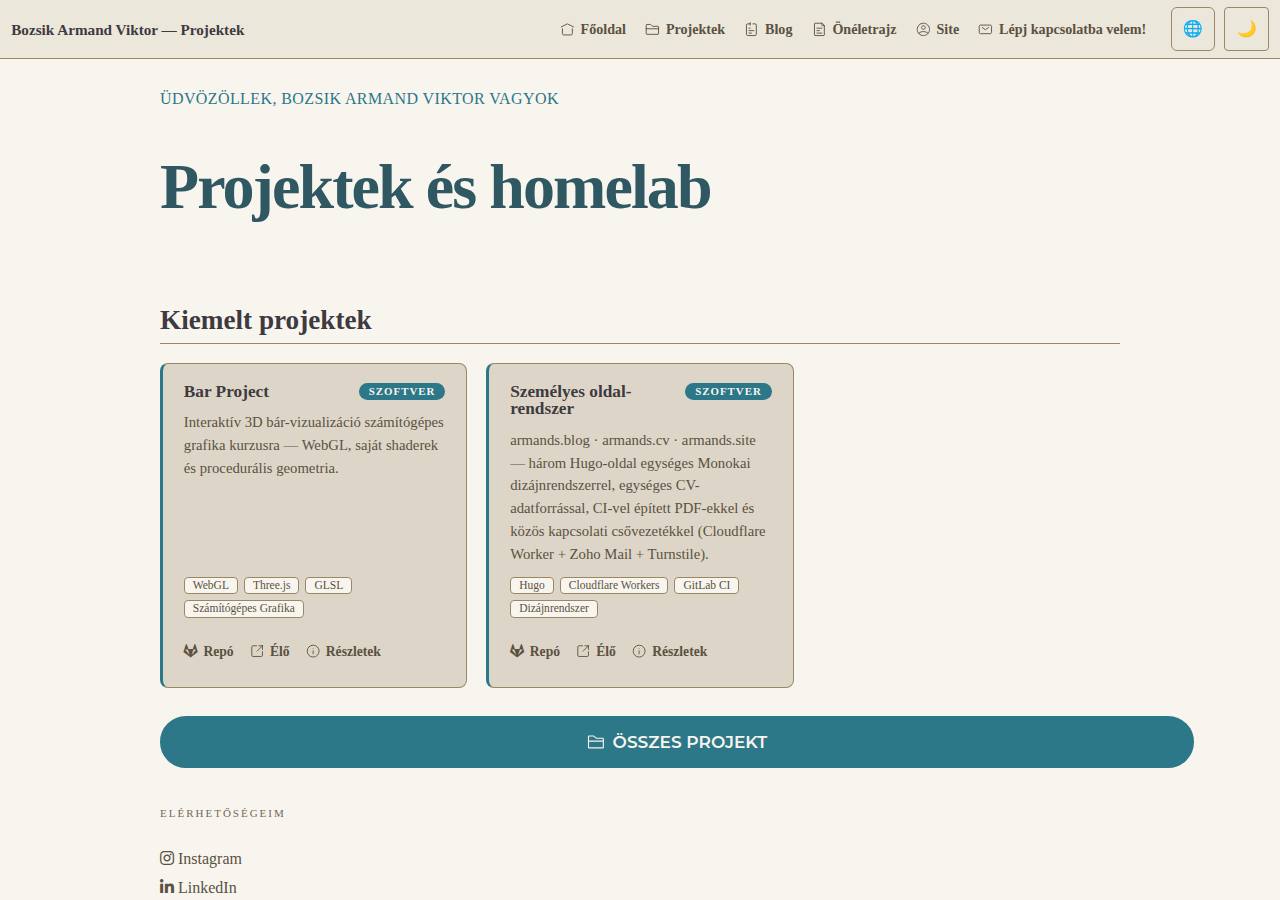 Bozsik Armand Viktor — Projektek
Főoldal
Projektek
Blog
Önéletrajz
Site
Lépj kapcsolatba velem!
ÜDVÖZÖLLEK, BOZSIK ARMAND VIKTOR VAGYOK
Projektek és homelab
Kiemelt projektek
Bar Project
SZOFTVER
Interaktív 3D bár-vizualizáció számítógépes
grafika kurzusra — WebGL, saját shaderek
és procedurális geometria.
WebGL
Three.js
GLSL
Számítógépes Grafika
Repó
Élő
Részletek
Személyes oldal-
rendszer
SZOFTVER
armands.blog · armands.cv · armands.site
— három Hugo-oldal egységes Monokai
dizájnrendszerrel, egységes CV-
adatforrással, CI-vel épített PDF-ekkel és
közös kapcsolati csővezetékkel (Cloudflare
Worker + Zoho Mail + Turnstile).
Hugo
Cloudflare Workers
GitLab CI
Dizájnrendszer
Repó
Élő
Részletek
ÖSSZES PROJEKT
ELÉRHETŐSÉGEIM
Instagram
LinkedIn